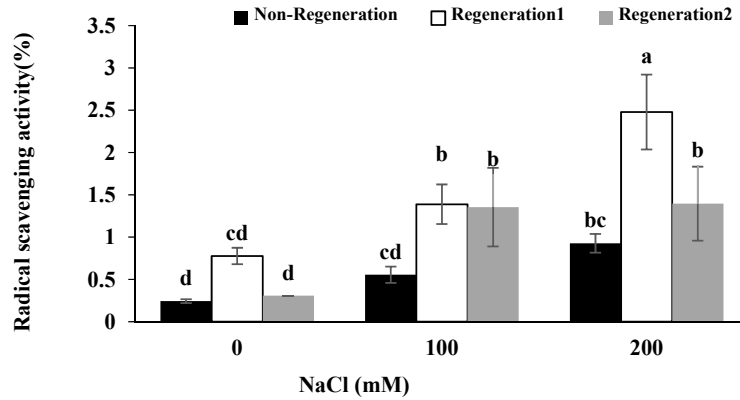 Non-Regeneration Regeneration1 Regeneration2
Radical scavenging activity(%)
3.5
3
2.5
2
1.5
1
0.5
0
d cd d
cd b b
bc a b
0 100 200
NaCl (mM)